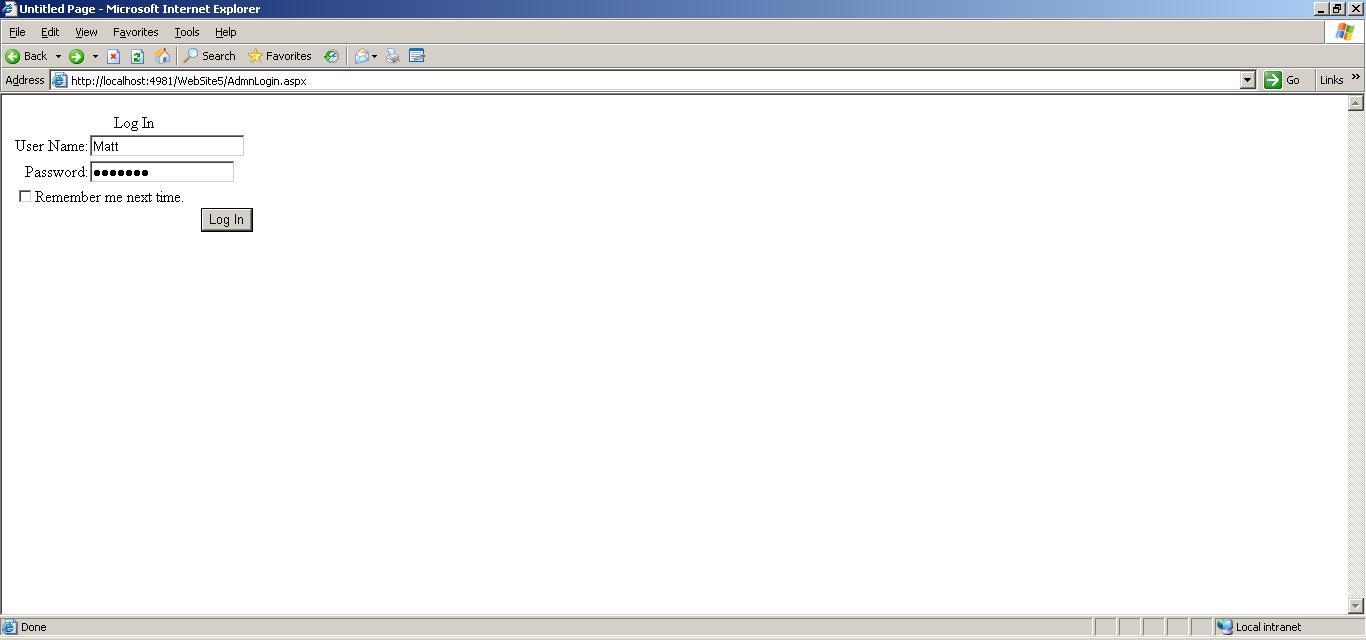 Untitled Page - Microsoft Internet Explorer
File Edit View Favorites Tools Help
Back Search Favorites
Address http://localhost:4981/WebSite5/AdmnLogin.aspx Go Links »
Log In
User Name: Matt
Password: ●●●●●●●
Remember me next time.
Log In
Done Local intranet